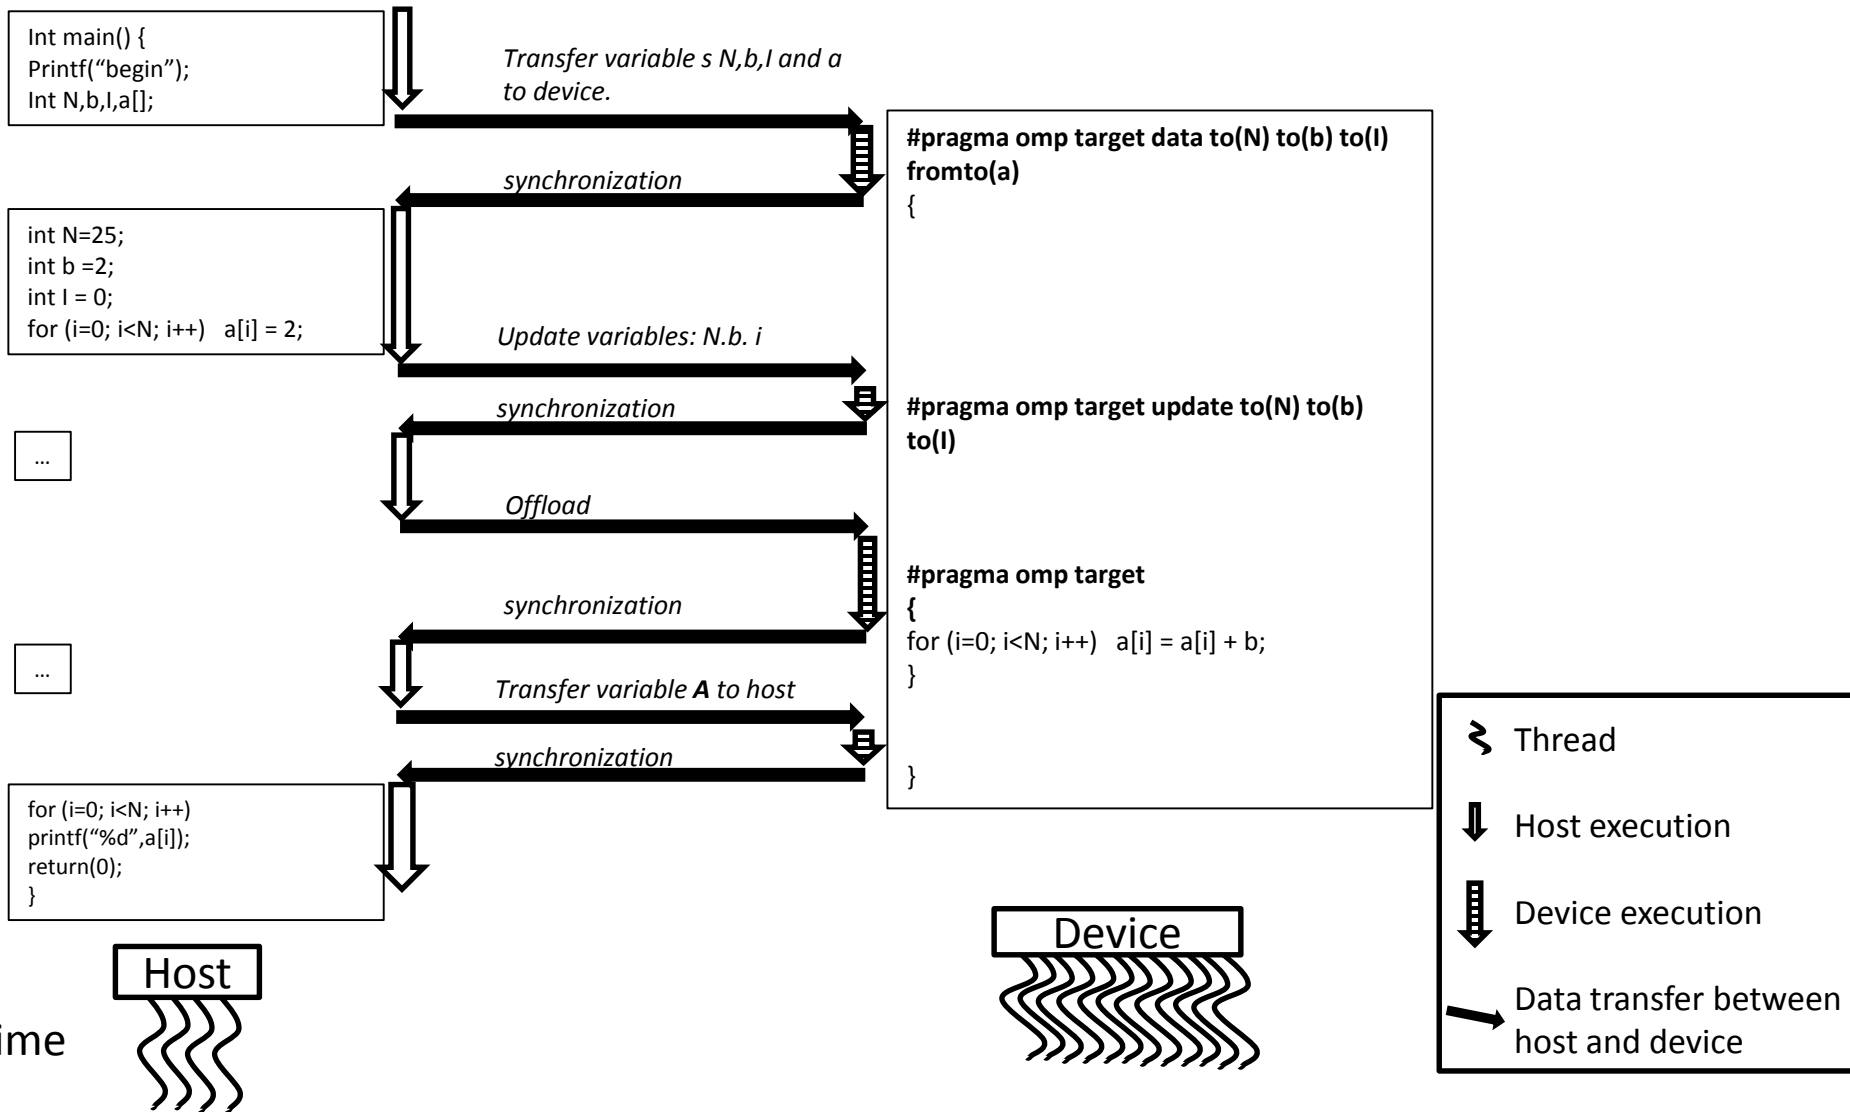 Int main() {
Printf(“begin”);
Int N,b,I,a[];
Transfer variable s N,b,I and a
to device.
#pragma omp target data to(N) to(b) to(I)
fromto(a)
{
synchronization
int N=25;
int b =2;
int I = 0;
for (i=0; i<N; i++)   a[i] = 2;
Update variables: N.b. i
synchronization
#pragma omp target update to(N) to(b)
to(I)
...
Offload
#pragma omp target
{
for (i=0; i<N; i++)   a[i] = a[i] + b;
}
synchronization
...
Transfer variable A to host
synchronization
}
for (i=0; i<N; i++)
printf(“%d”,a[i]);
return(0);
}
Thread
Host execution
Device execution
Data transfer between
host and device
Host
Device
ime